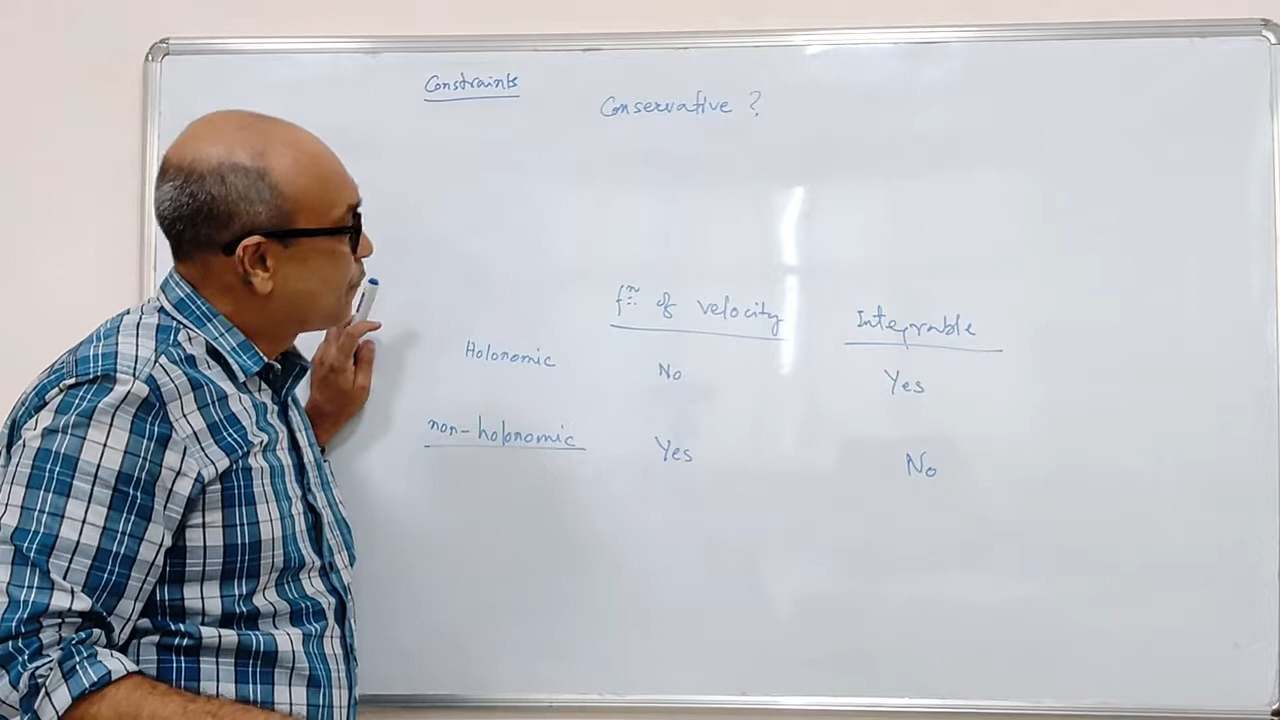 Constraints
Conservative ?
fⁿ of velocity Integrable
Holonomic No Yes
non-holonomic Yes No